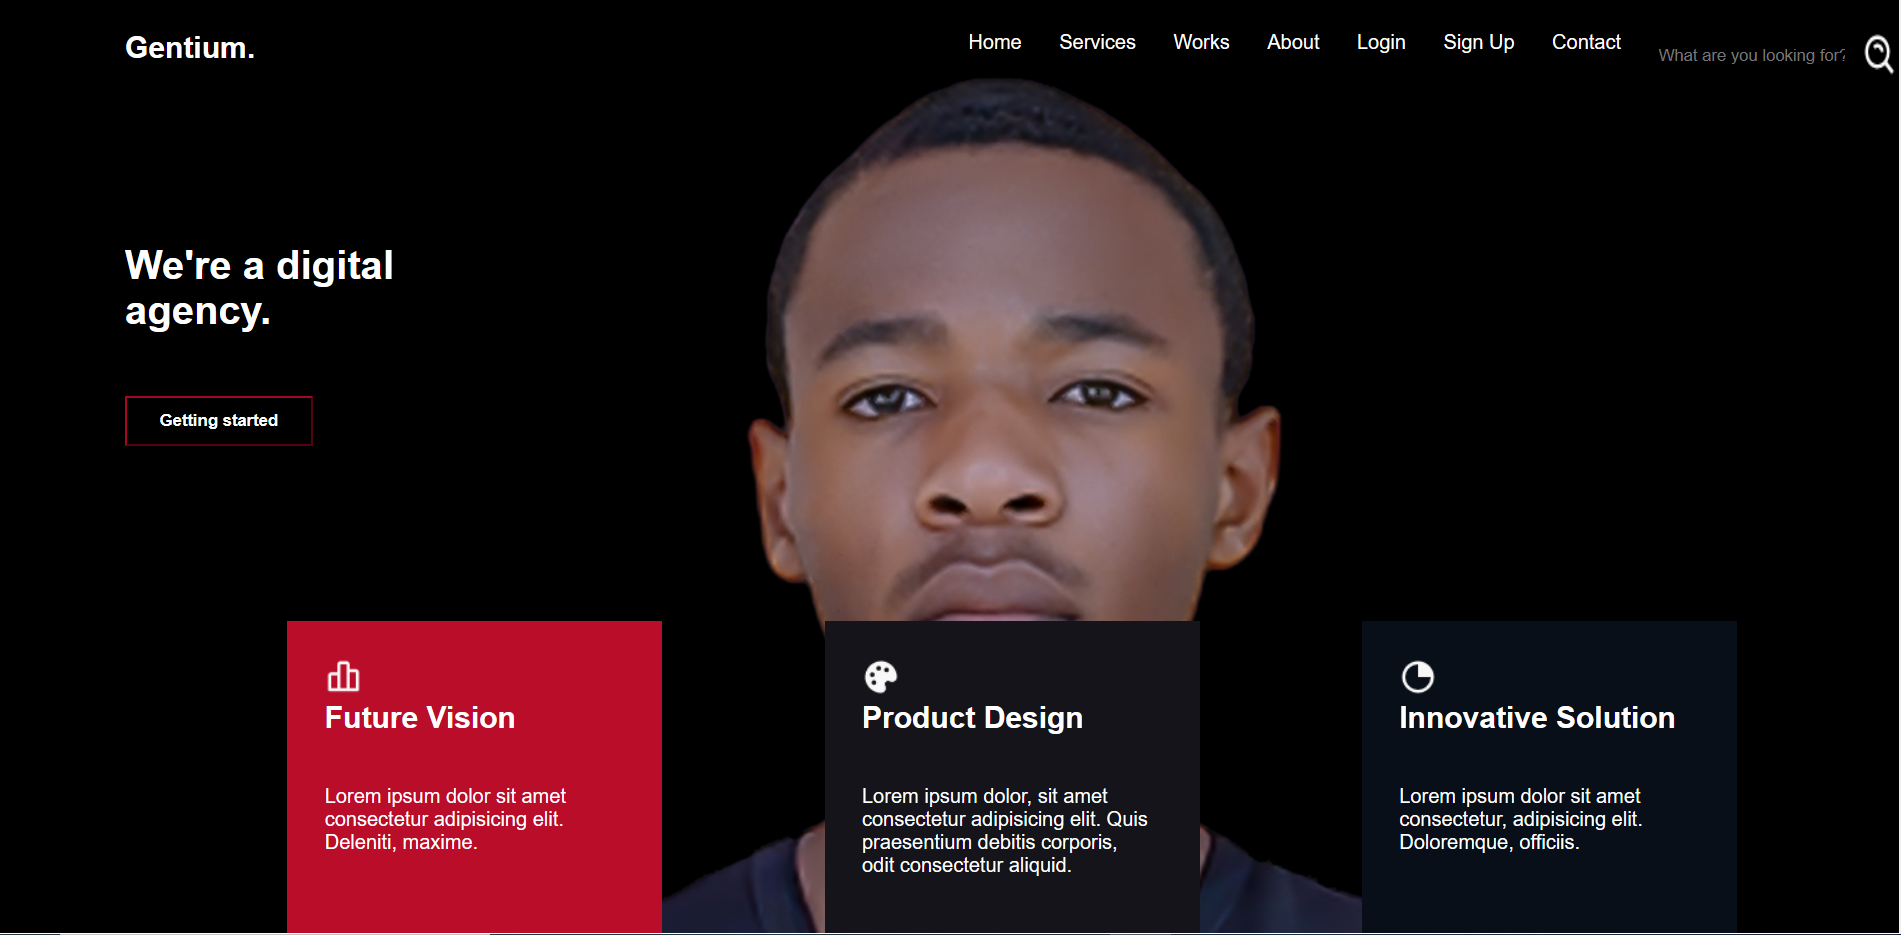 Gentium.
Home Services Works About Login Sign Up Contact What are you looking for?
We're a digital
agency.
Getting started
Future Vision
Lorem ipsum dolor sit amet
consectetur adipisicing elit.
Deleniti, maxime.
Product Design
Lorem ipsum dolor, sit amet
consectetur adipisicing elit. Quis
praesentium debitis corporis,
odit consectetur aliquid.
Innovative Solution
Lorem ipsum dolor sit amet
consectetur, adipisicing elit.
Doloremque, officiis.